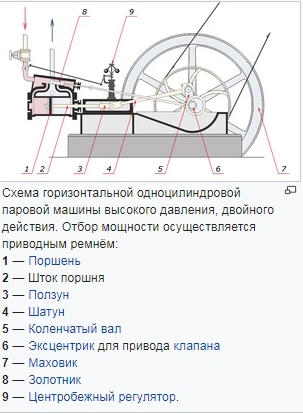 8
9
1
2
3
4
5
6
7
Схема горизонтальной одноцилиндровой
паровой машины высокого давления, двойного
действия. Отбор мощности осуществляется
приводным ремнём:
1 — Поршень
2 — Шток поршня
3 — Ползун
4 — Шатун
5 — Коленчатый вал
6 — Эксцентрик для привода клапана
7 — Маховик
8 — Золотник
9 — Центробежный регулятор.